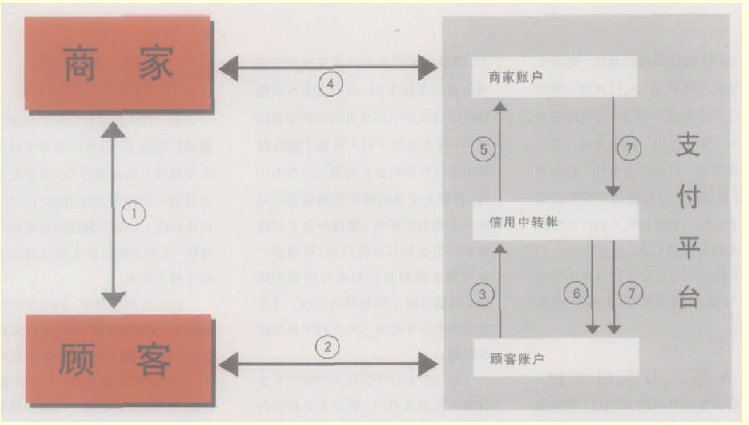 商 家
④
商家账户
⑤
⑦
支付平台
①
信用中转帐
③
⑥
⑦
顾 客
②
顾客账户